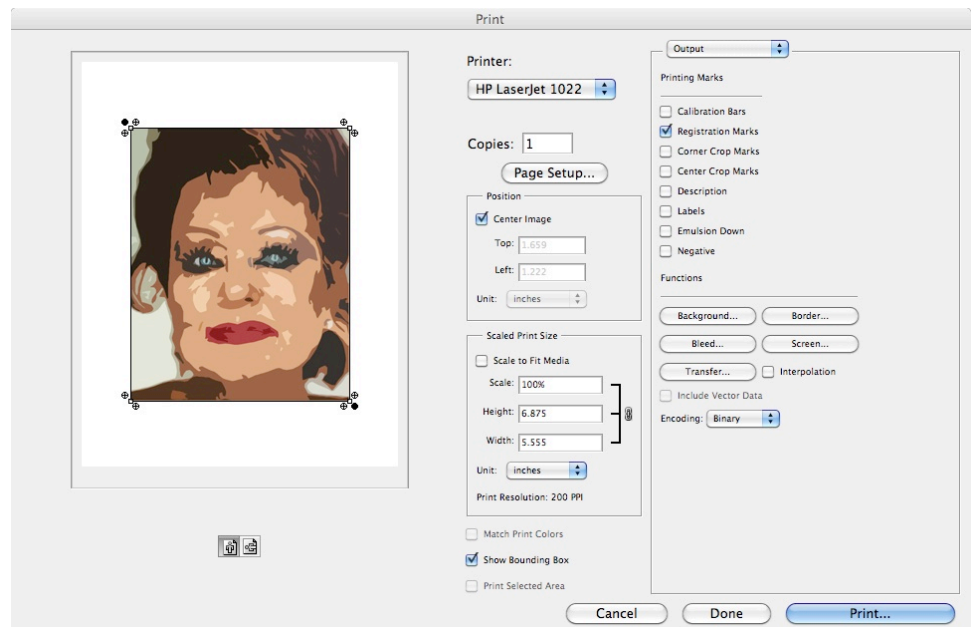 Print
Printer:
HP LaserJet 1022
Copies: 1
Page Setup...
Position
Center Image
Top: 1.659
Left: 1.222
Unit: inches
Scaled Print Size
Scale to Fit Media
Scale: 100%
Height: 6.875
Width: 5.555
Unit: inches
Print Resolution: 200 PPI
Match Print Colors
Show Bounding Box
Print Selected Area
Output
Printing Marks
Calibration Bars
Registration Marks
Corner Crop Marks
Center Crop Marks
Description
Labels
Emulsion Down
Negative
Functions
Background... Border...
Bleed... Screen...
Transfer... Interpolation
Include Vector Data
Encoding: Binary
Cancel Done Print...